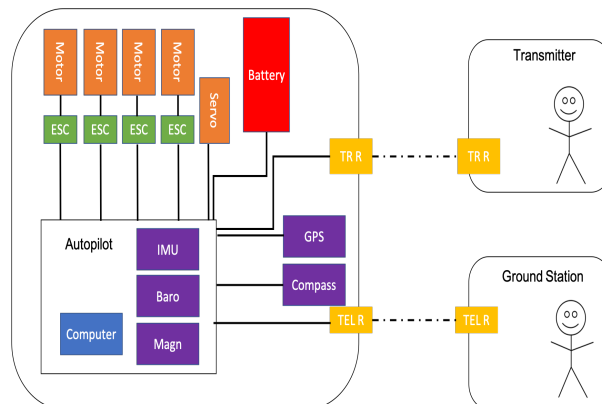 Motor
Motor
Motor
Motor
Servo
Battery
ESC
ESC
ESC
ESC
Transmitter
TR R
TR R
Autopilot
IMU
GPS
Baro
Compass
Computer
Magn
TEL R
Ground Station
TEL R